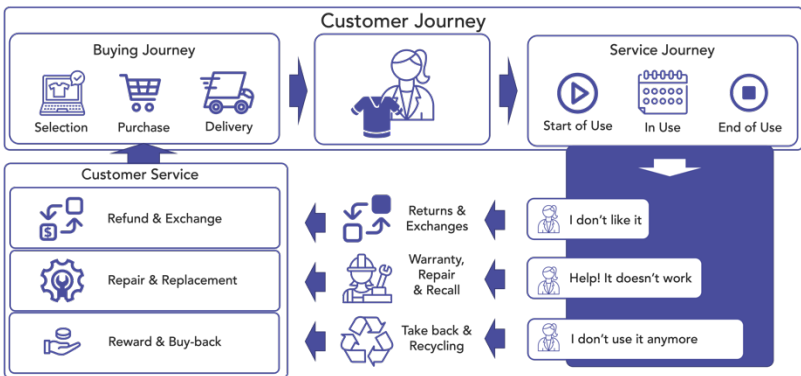 Customer Journey
Buying Journey
Selection
Purchase
Delivery
Service Journey
Start of Use
In Use
End of Use
Customer Service
Refund & Exchange
Returns &
Exchanges
I don't like it
$
Repair & Replacement
Warranty,
Repair
& Recall
Help! It doesn't work
Reward & Buy-back
Take back &
Recycling
I don't use it anymore